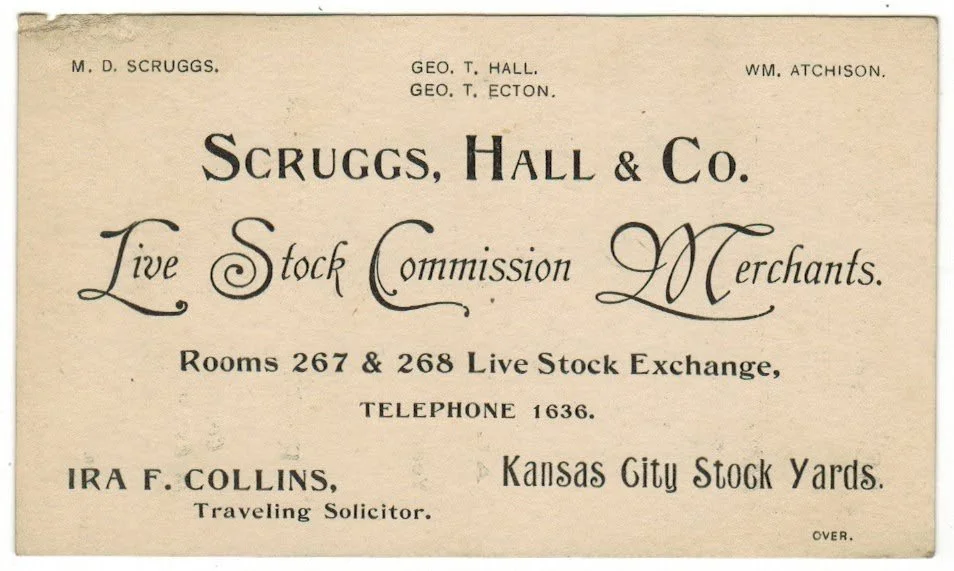 M. D. SCRUGGS. GEO. T. HALL. WM. ATCHISON.
GEO. T. ECTON.
SCRUGGS, HALL & CO.
Live Stock Commission Merchants.
Rooms 267 & 268 Live Stock Exchange,
TELEPHONE 1636.
IRA F. COLLINS, Kansas City Stock Yards.
Traveling Solicitor.
OVER.